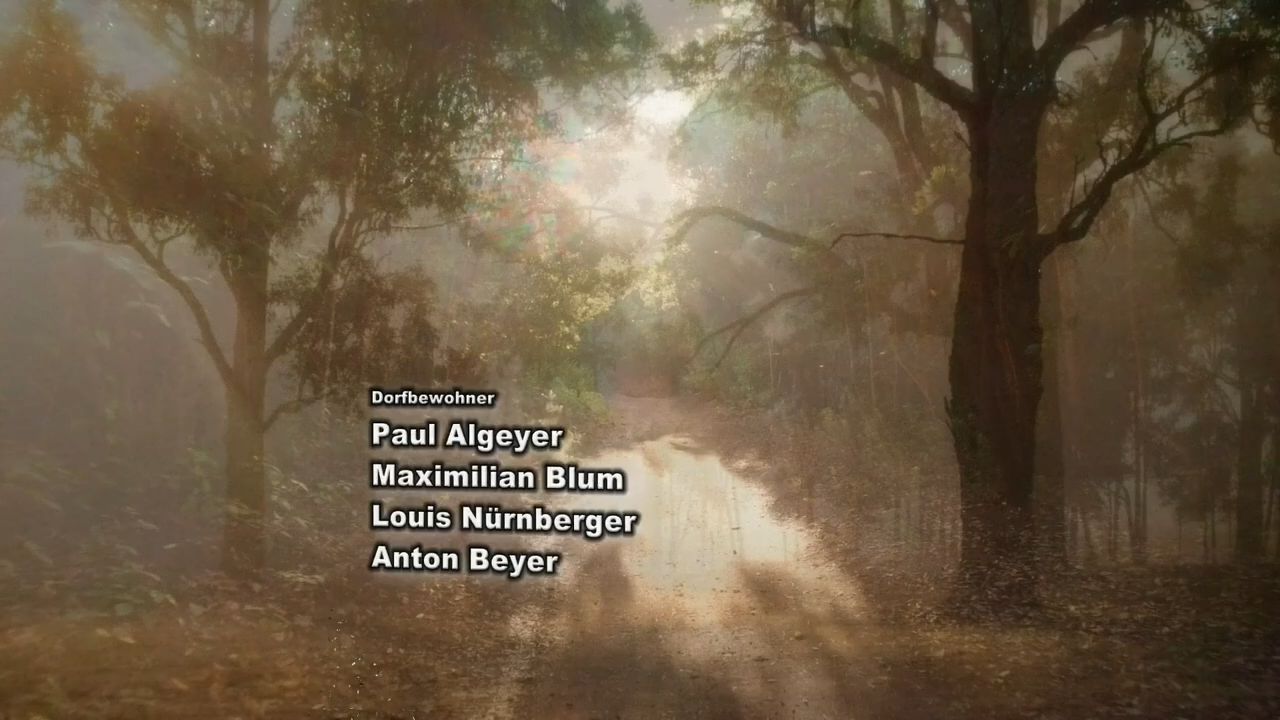 Dorfbewohner
Paul Algeyer
Maximilian Blum
Louis Nürnberger
Anton Beyer